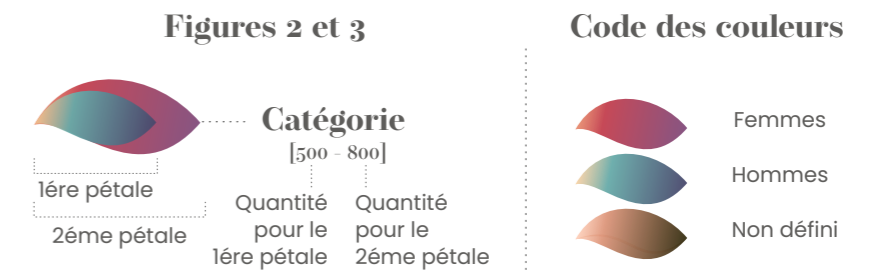 Figures 2 et 3
Catégorie
[500 - 800]
1ére pétale
2éme pétale
Quantité
pour le
1ére pétale
Quantité
pour le
2éme pétale
Code des couleurs
Femmes
Hommes
Non défini